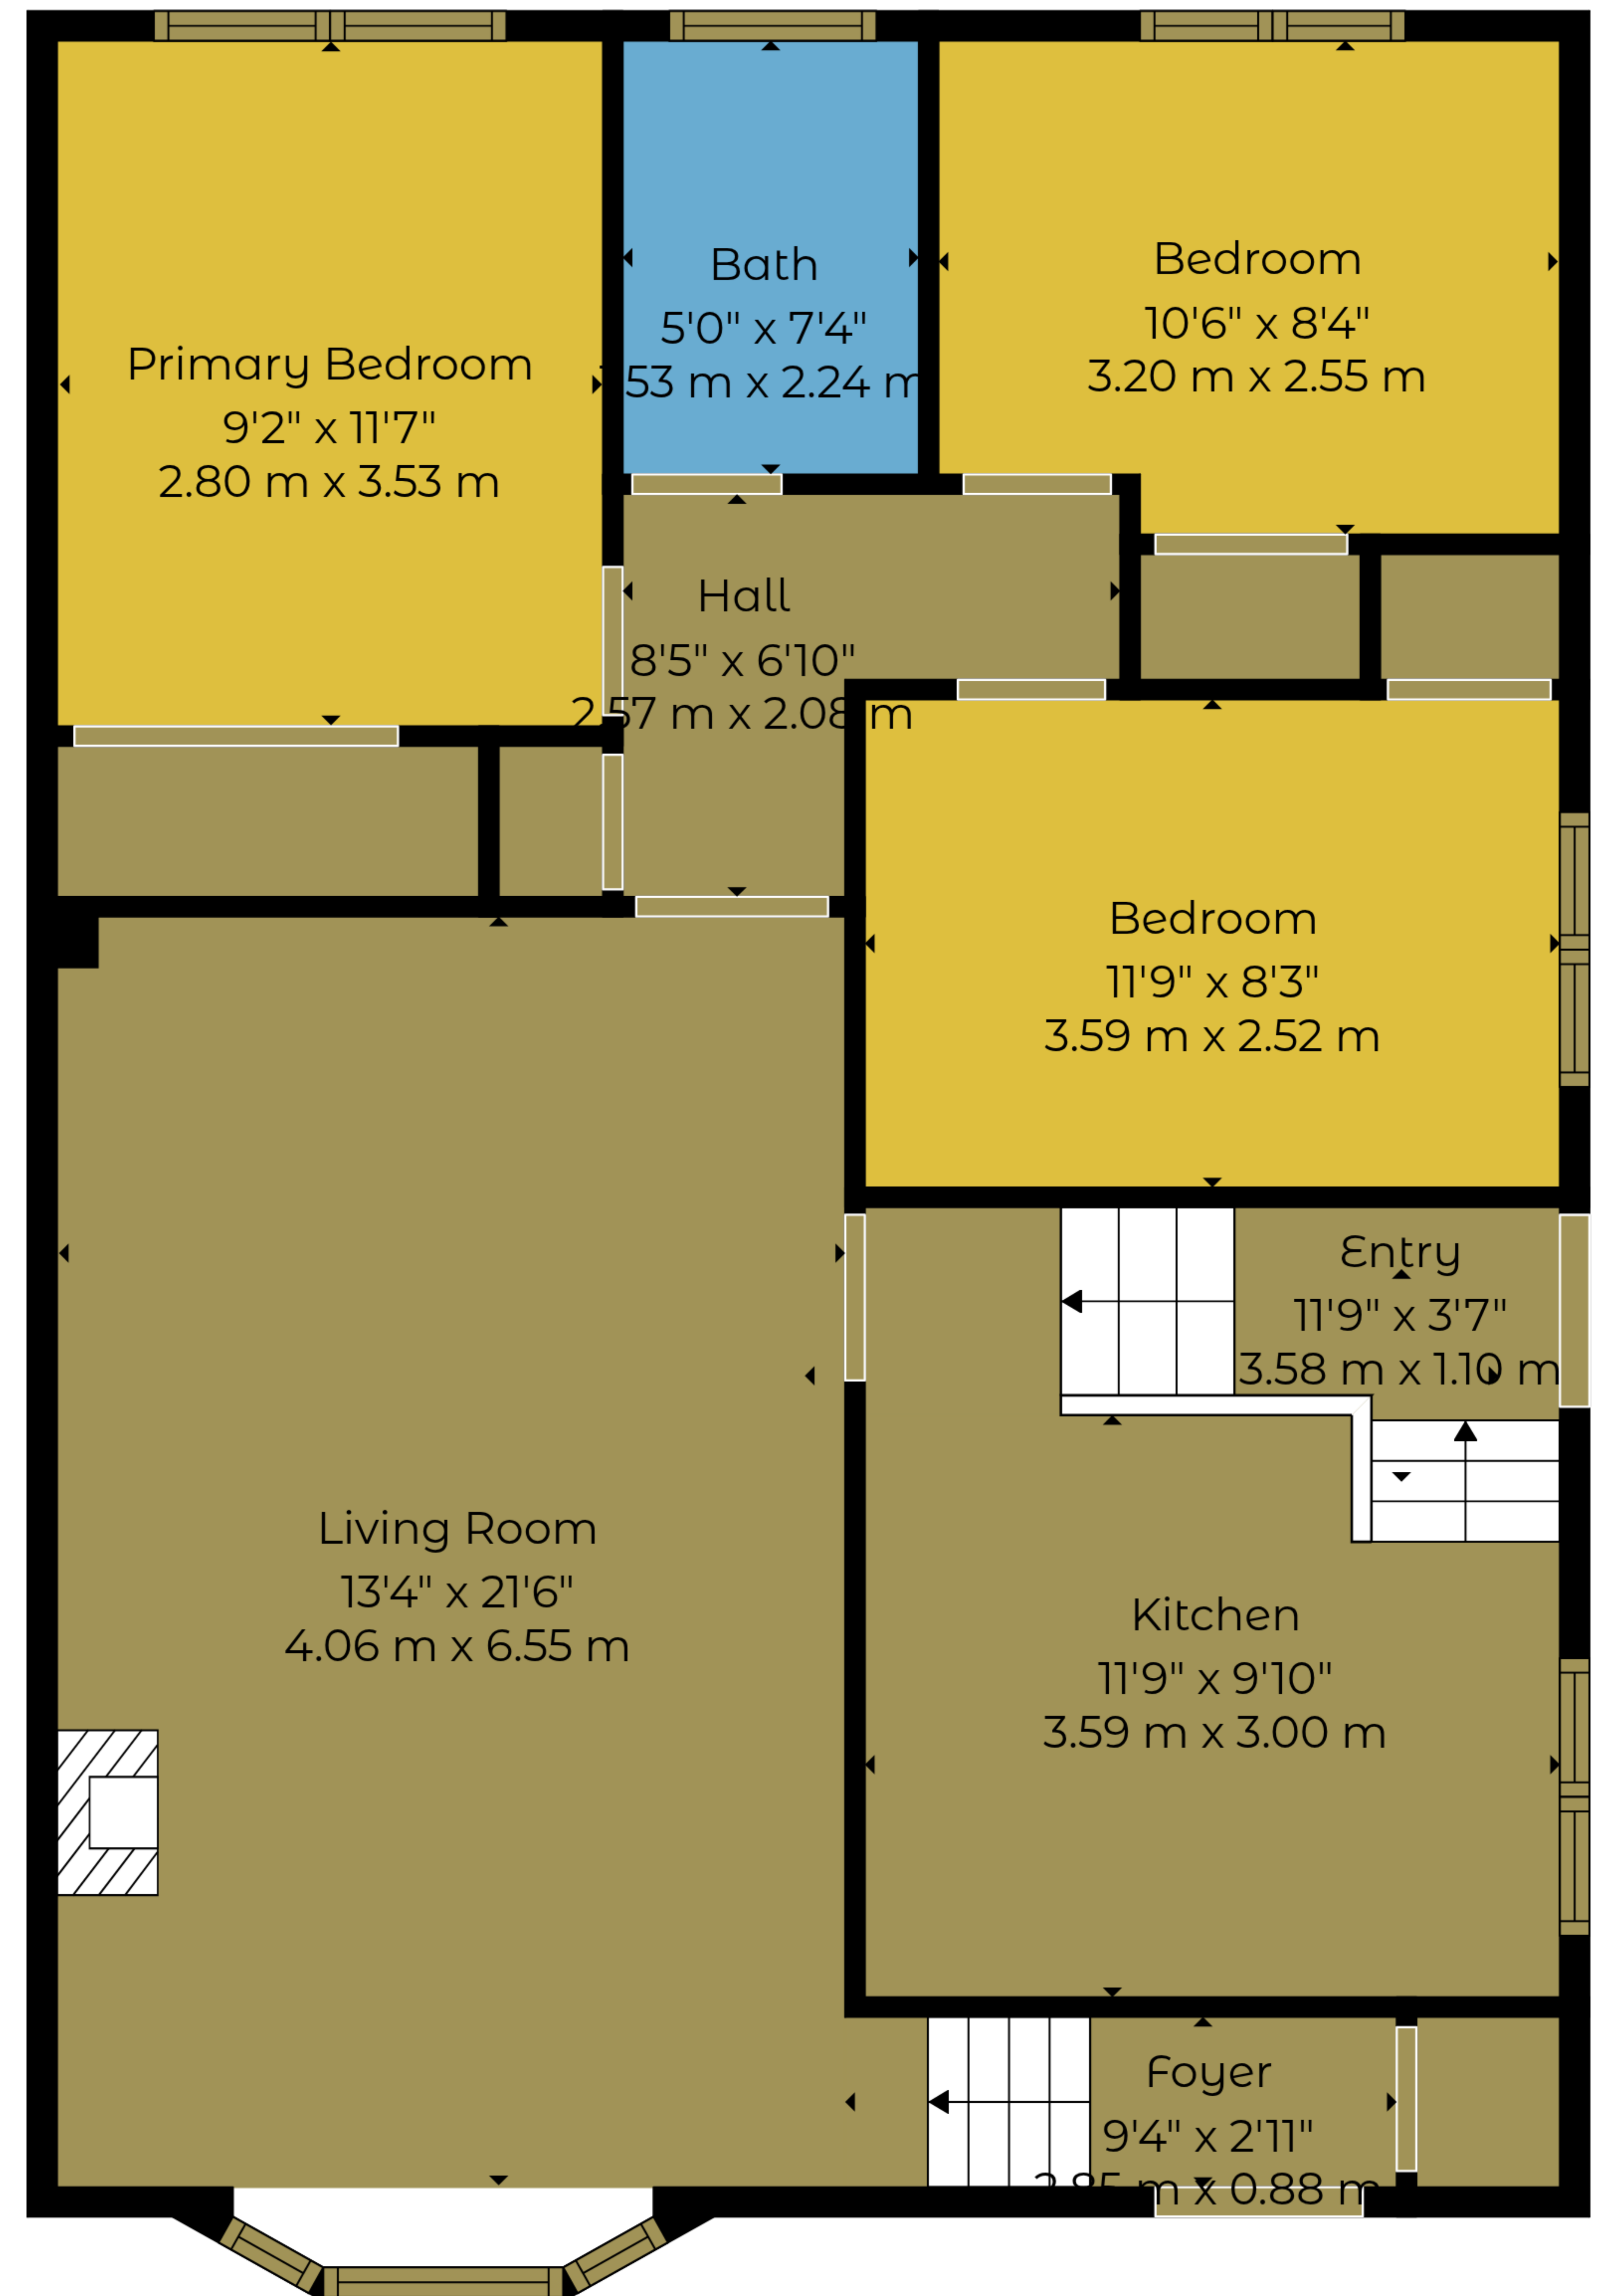 Bath
5'0" x 7'4"
53 m x 2.24 m
Bedroom
10'6" x 8'4"
3.20 m x 2.55 m
Primary Bedroom
9'2" x 11'7"
2.80 m x 3.53 m
Hall
8'5" x 6'10"
2.57 m x 2.08 m
Bedroom
11'9" x 8'3"
3.59 m x 2.52 m
Entry
11'9" x 3'7"
3.58 m x 1.10 m
Living Room
13'4" x 21'6"
4.06 m x 6.55 m
Kitchen
11'9" x 9'10"
3.59 m x 3.00 m
Foyer
9'4" x 2'11"
2.85 m x 0.88 m